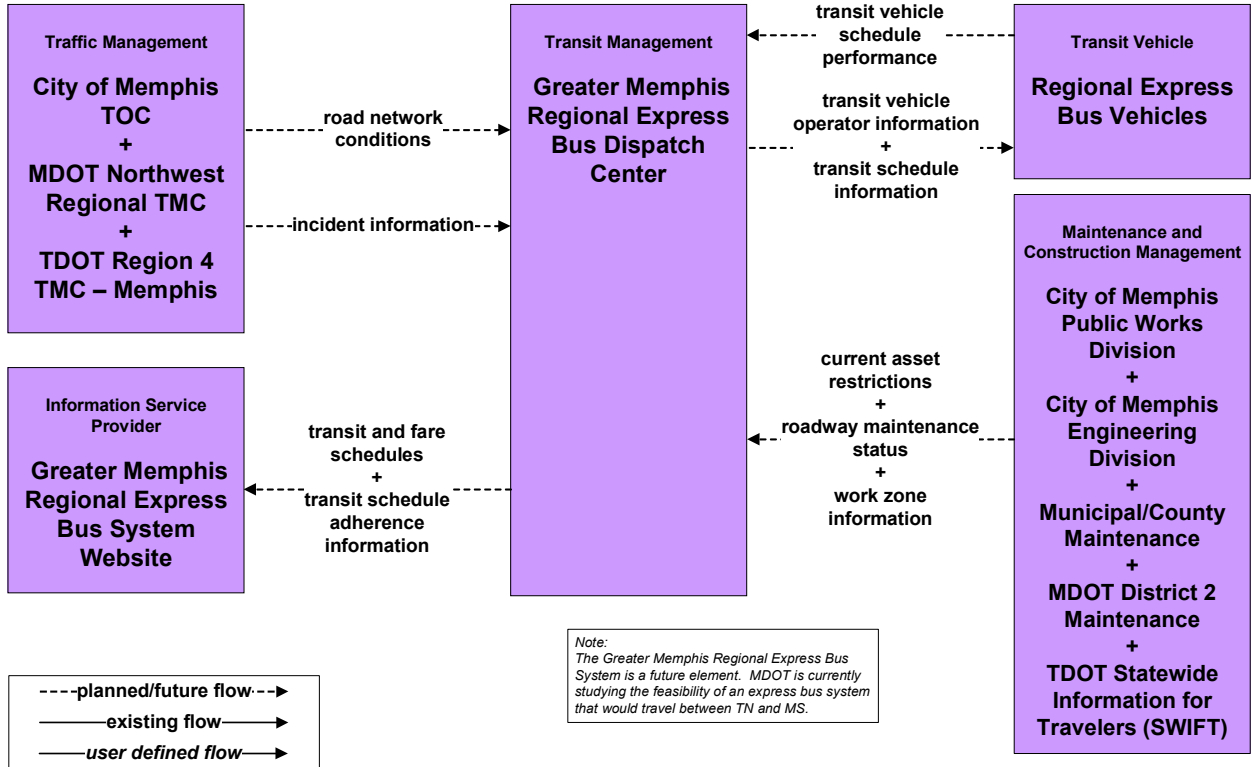 Traffic Management
City of Memphis
TOC
+
MDOT Northwest
Regional TMC
+
TDOT Region 4
TMC – Memphis
road network
conditions
incident information
Transit Management
Greater Memphis
Regional Express
Bus Dispatch
Center
transit vehicle
schedule
performance
transit vehicle
operator information
+
transit schedule
information
Transit Vehicle
Regional Express
Bus Vehicles
Information Service
Provider
Greater Memphis
Regional Express
Bus System
Website
transit and fare
schedules
+
transit schedule
adherence
information
current asset
restrictions
+
roadway maintenance
status
+
work zone
information
Maintenance and
Construction Management
City of Memphis
Public Works
Division
+
City of Memphis
Engineering
Division
+
Municipal/County
Maintenance
+
MDOT District 2
Maintenance
+
TDOT Statewide
Information for
Travelers (SWIFT)
Note:
The Greater Memphis Regional Express Bus
System is a future element. MDOT is currently
studying the feasibility of an express bus system
that would travel between TN and MS.
planned/future flow
existing flow
user defined flow